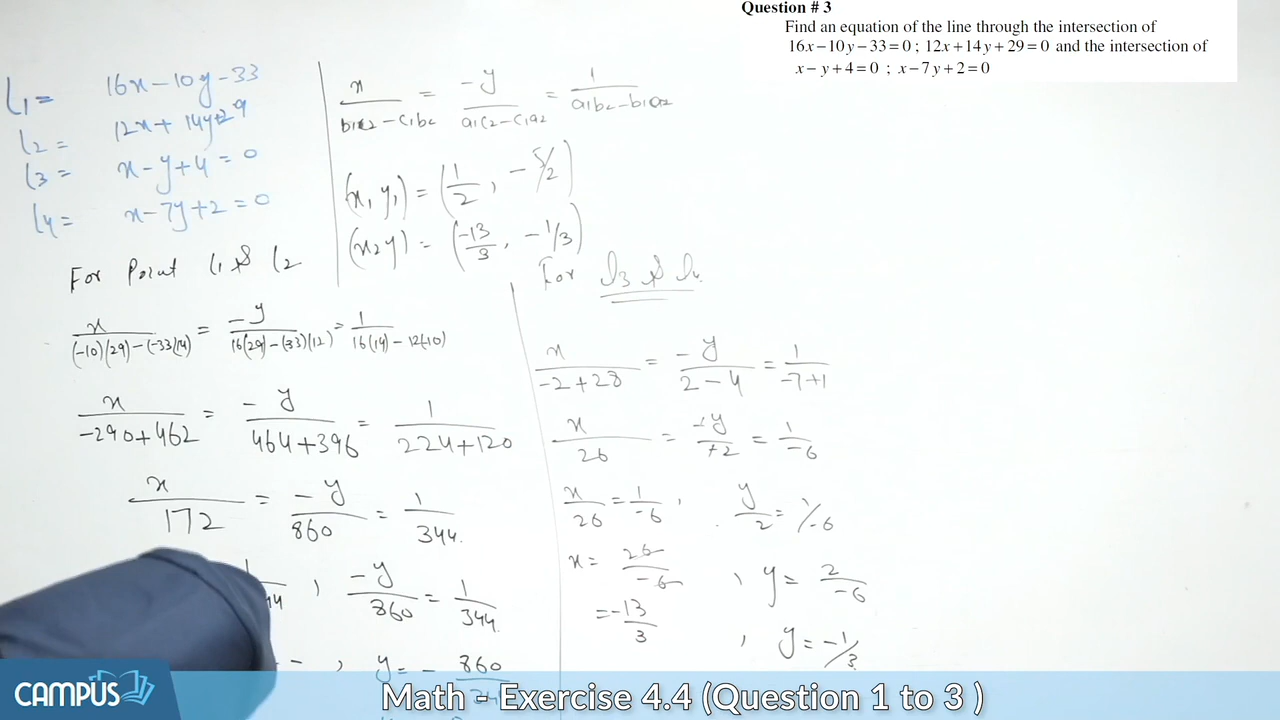 Question # 3
Find an equation of the line through the intersection of
16x−10y−33=0 ; 12x+14y+29=0 and the intersection of
x−y+4=0 ; x−7y+2=0
l1= 16x−10y−33
l2= 12x+14y+29
l3= x−y+4=0
l4= x−7y+2=0
x/(b1c2−c1b2) = −y/(a1c2−c1a2) = 1/(a1b2−b1a2)
(x, y,) = (1/2, −5/2)
(x2 y) = (−13/3, −1/3)
For Point l1 & l2
x/((−10)(29)−(−33)(14)) = −y/(16(29)−(33)(12)) = 1/(16(14)−12(−10))
x/(−290+462) = −y/(464+396) = 1/(224+120)
x/172 = −y/860 = 1/344
, −y/860 = 1/344
, y= − 860
For l3 & l4
x/(−2+28) = −y/(2−4) = 1/(−7+1)
x/26 = −y/+2 = 1/−6
x/26 = 1/−6 , y/2 = 1/−6
x= 26/−6 , y= 2/−6
=−13/3 , y=−1/3
CAMPUS
Math - Exercise 4.4 (Question 1 to 3 )